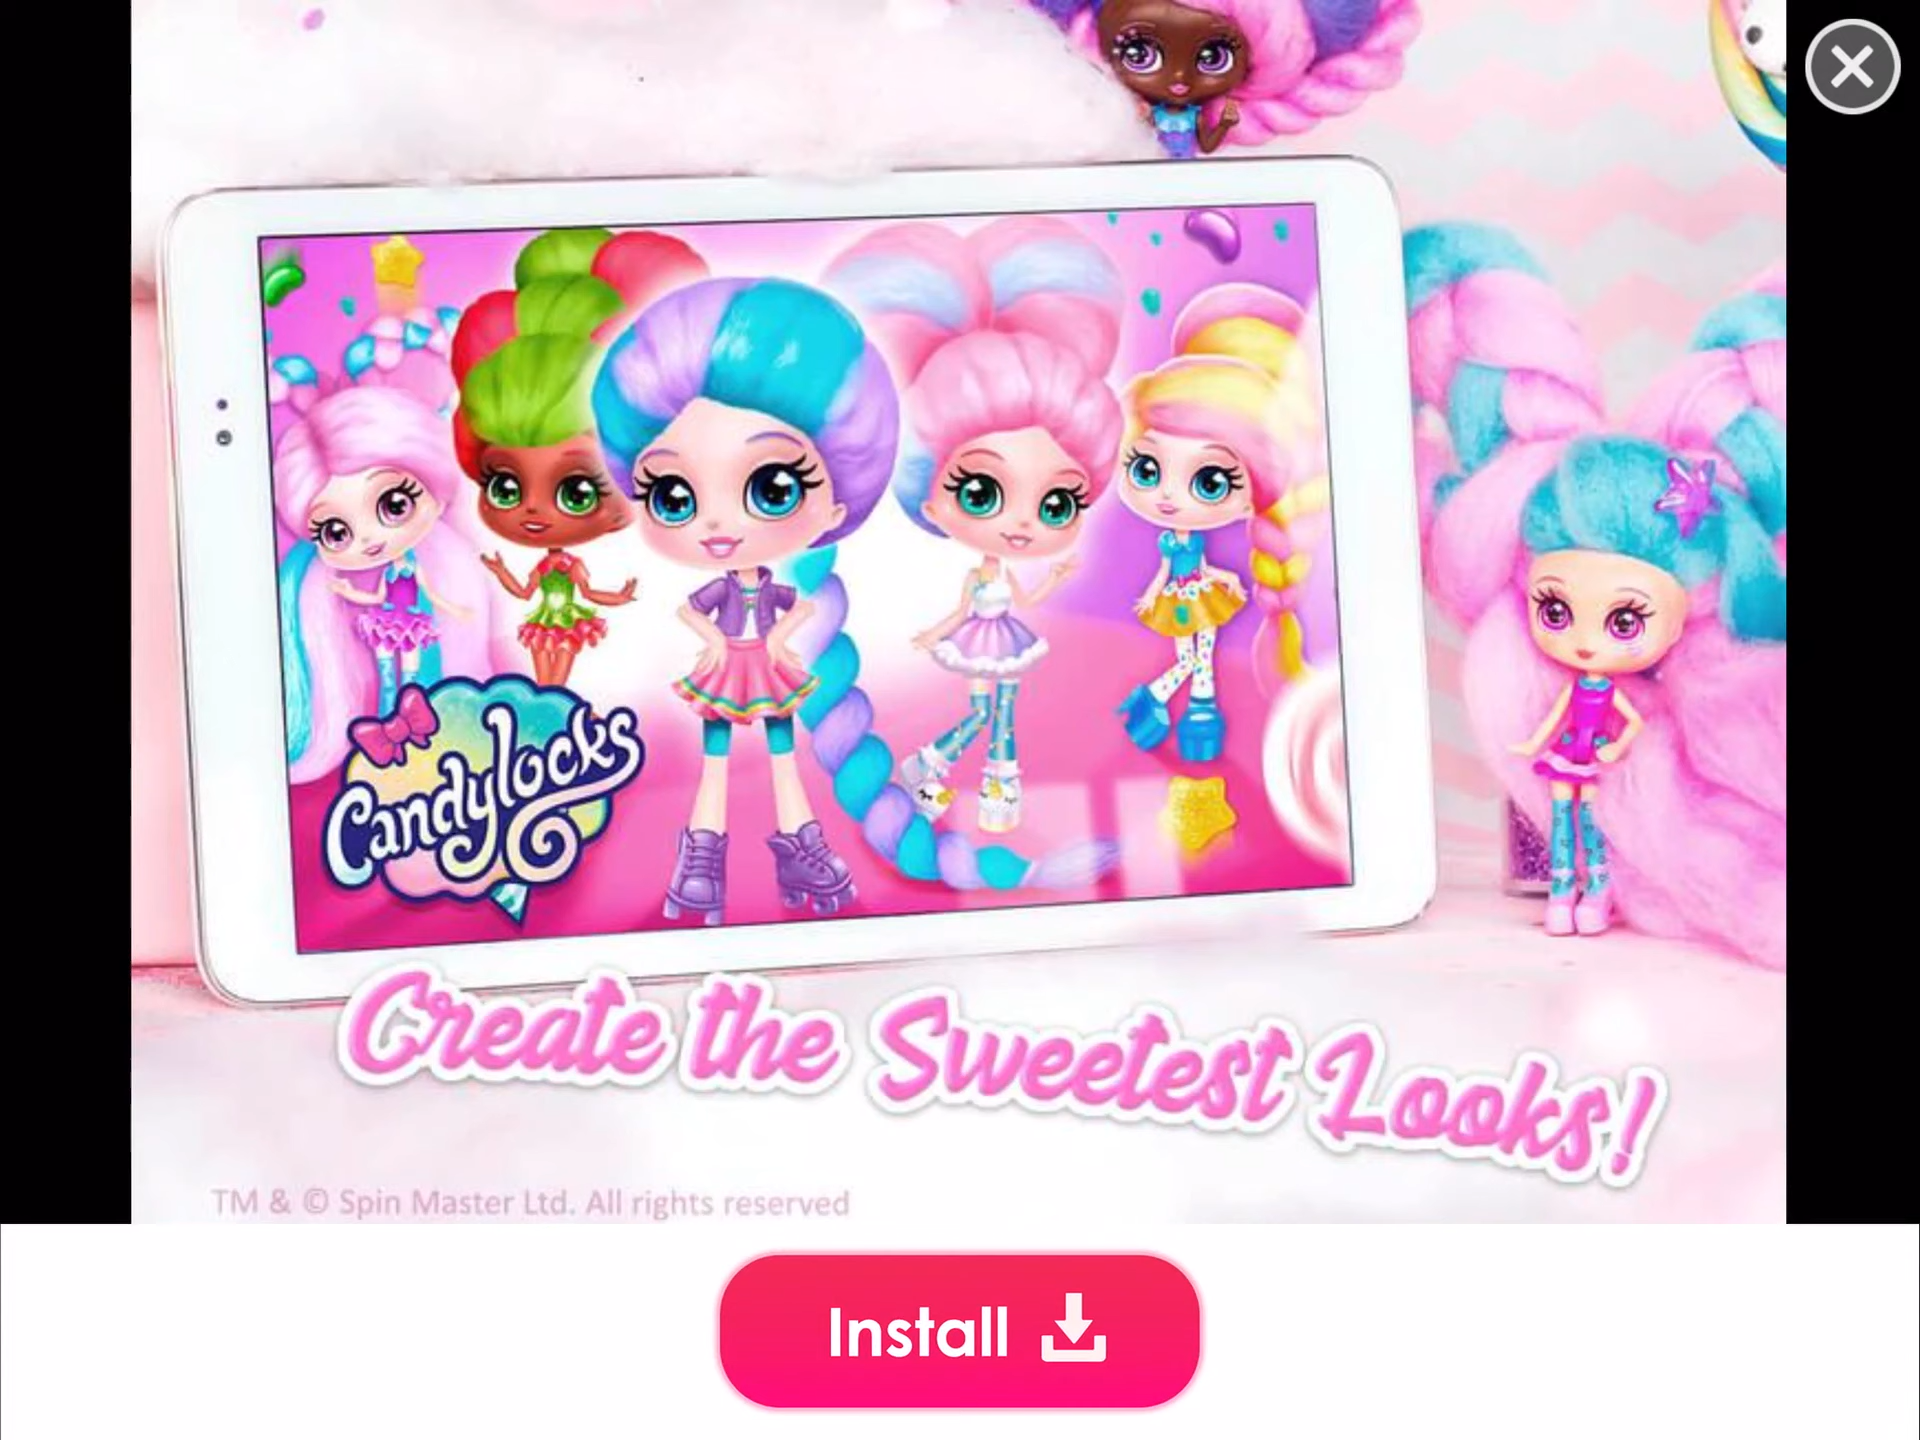 Candylocks
Create the Sweetest Looks!
TM & © Spin Master Ltd. All rights reserved
Install